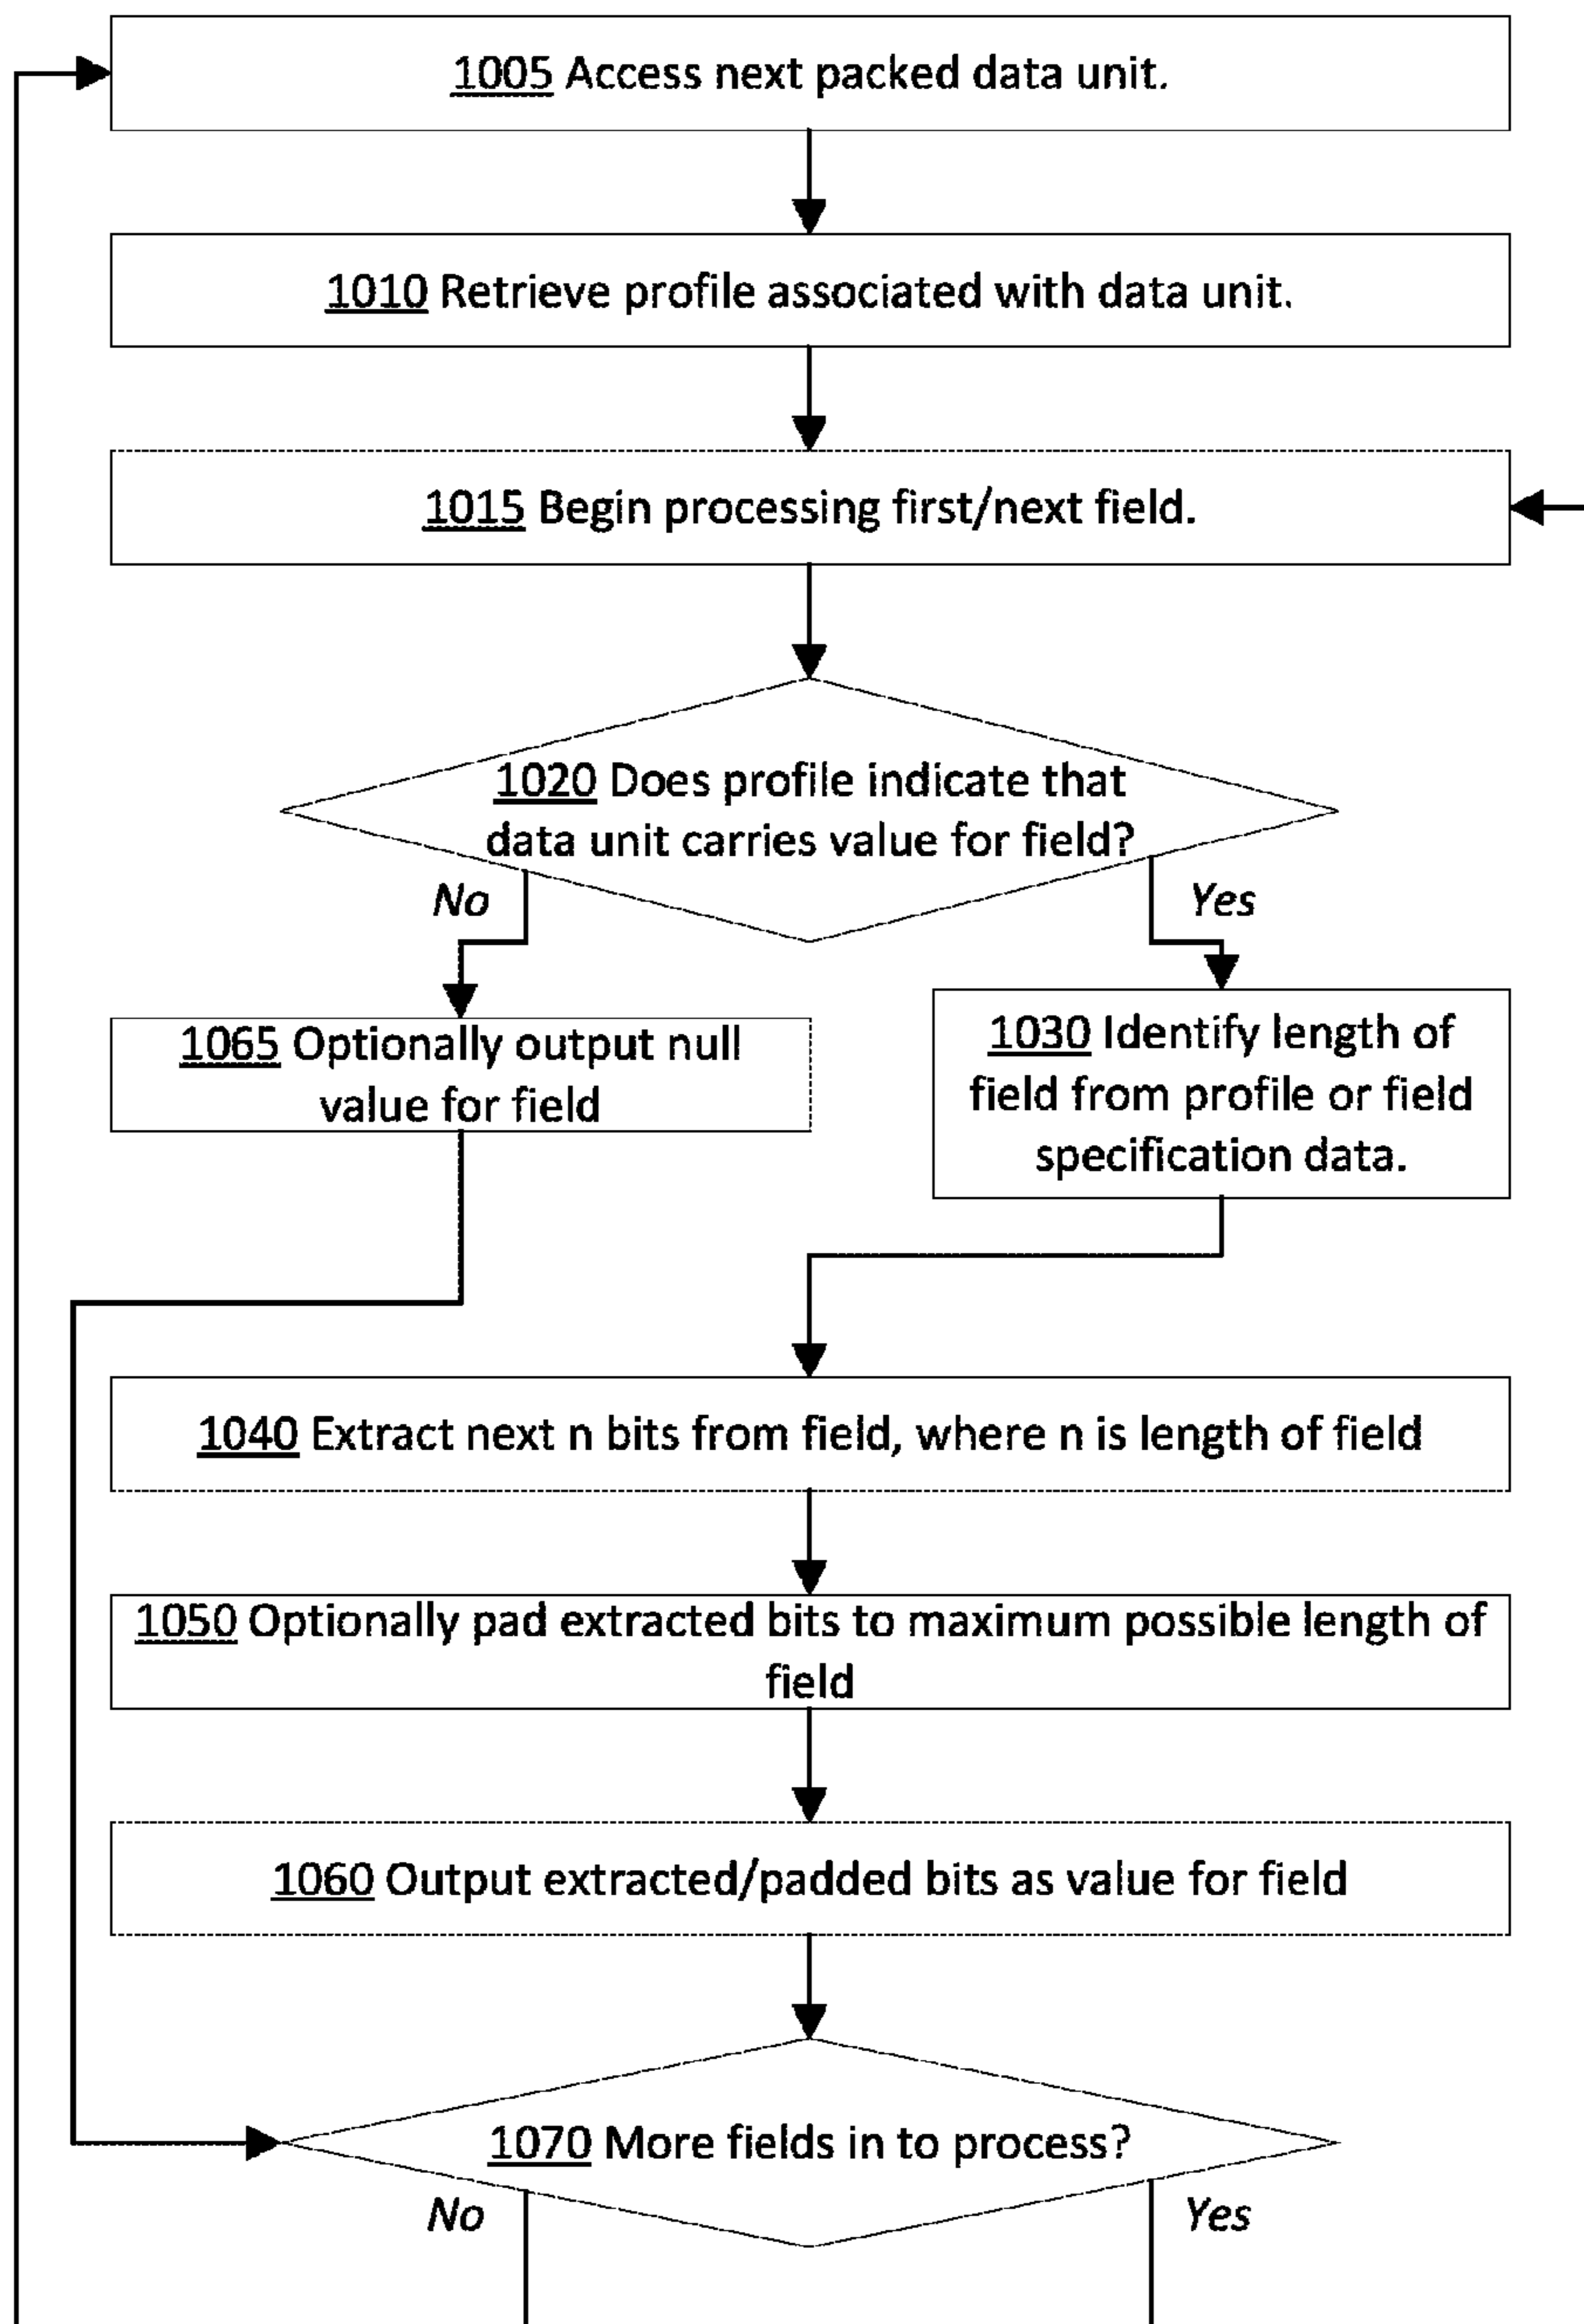 1005 Access next packed data unit.
1010 Retrieve profile associated with data unit.
1015 Begin processing first/next field.
1020 Does profile indicate that
data unit carries value for field?
No
Yes
1065 Optionally output null
value for field
1030 Identify length of
field from profile or field
specification data.
1040 Extract next n bits from field, where n is length of field
1050 Optionally pad extracted bits to maximum possible length of
field
1060 Output extracted/padded bits as value for field
1070 More fields in to process?
No
Yes